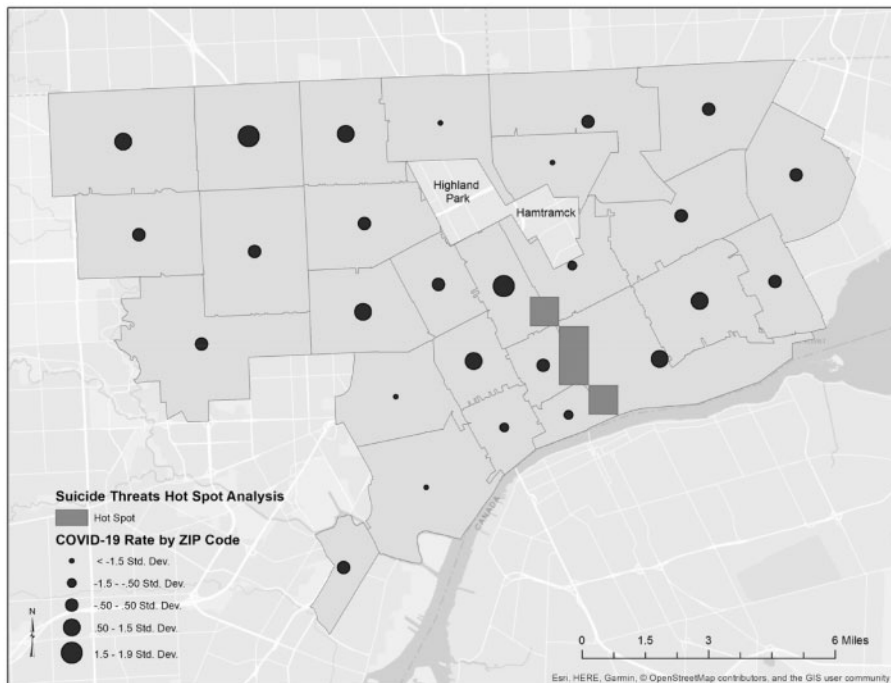 Highland
Park
Hamtramck
CANADA
Suicide Threats Hot Spot Analysis
Hot Spot
COVID-19 Rate by ZIP Code
< -1.5 Std. Dev.
-1.5 - -.50 Std. Dev.
-.50 - .50 Std. Dev.
.50 - 1.5 Std. Dev.
1.5 - 1.9 Std. Dev.
N
0 1.5 3 6 Miles
Esri, HERE, Garmin, © OpenStreetMap contributors, and the GIS user community